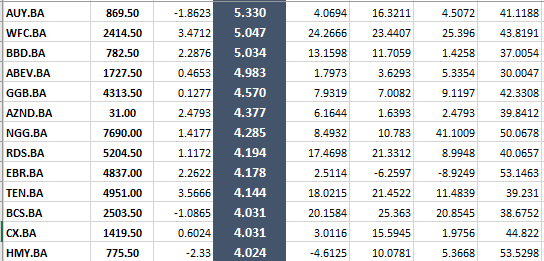 AUY.BA 869.50 -1.8623 5.330 4.0694 16.3211 4.5072 41.1188
WFC.BA 2414.50 3.4712 5.047 24.2666 23.4407 25.396 43.8191
BBD.BA 782.50 2.2876 5.034 13.1598 11.7059 1.4258 37.0054
ABEV.BA 1727.50 0.4653 4.983 1.7973 3.6293 5.3354 30.0047
GGB.BA 4313.50 0.1277 4.570 7.9319 7.0082 9.1197 42.3308
AZND.BA 31.00 2.4793 4.377 6.1644 1.6393 2.4793 39.8412
NGG.BA 7690.00 1.4177 4.285 8.4932 10.783 41.1009 50.0678
RDS.BA 5204.50 1.1172 4.194 17.4698 21.3312 8.9948 40.0657
EBR.BA 4837.00 2.2622 4.178 2.5114 -6.2597 -8.9249 53.1463
TEN.BA 4951.00 3.5666 4.144 18.0215 21.4522 11.4839 39.231
BCS.BA 2503.50 -1.0865 4.031 20.1584 25.363 20.8545 38.6752
CX.BA 1419.50 0.6024 4.031 3.0116 15.5945 1.9756 44.822
HMY.BA 775.50 -2.33 4.024 -4.6125 10.0781 5.3668 53.5298